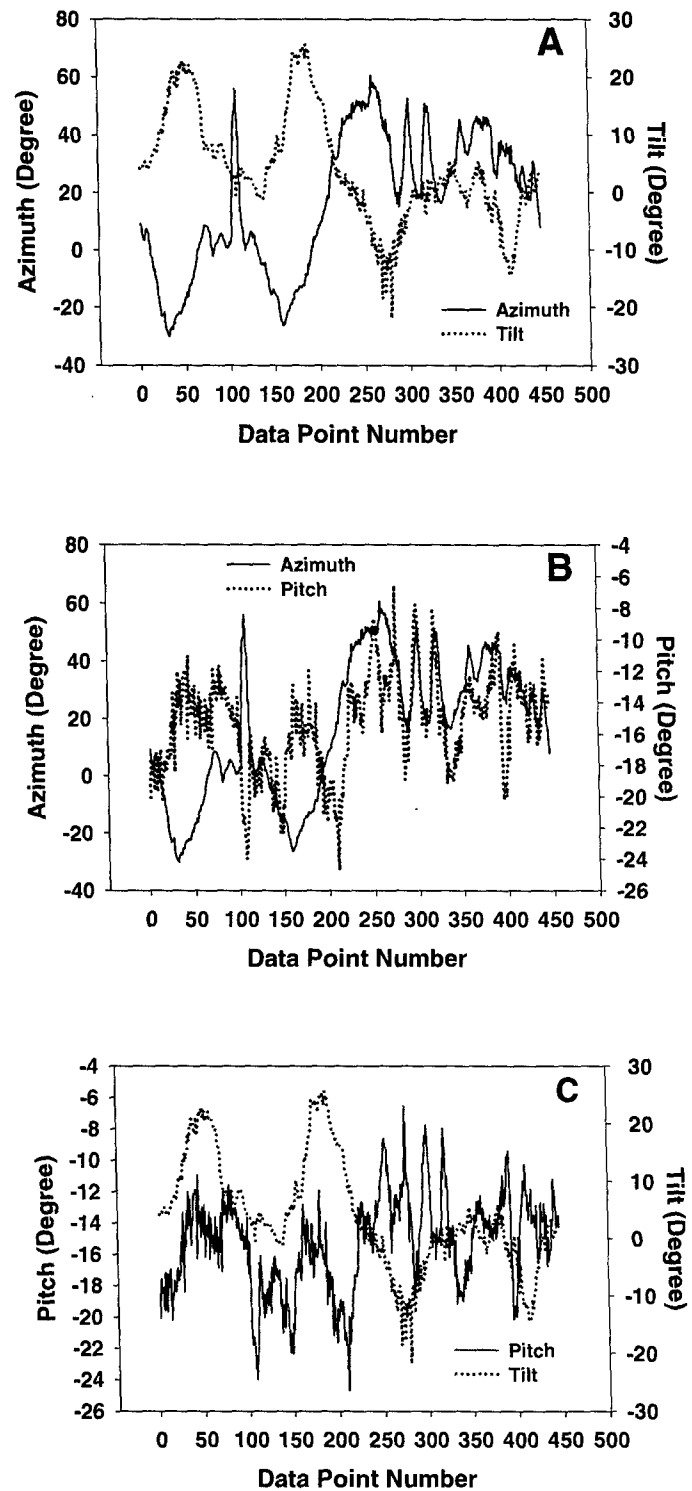 A
80
60
40
20
0
-20
-40
30
20
10
0
-10
-20
-30
Azimuth (Degree)
Tilt (Degree)
Azimuth
Tilt
0 50 100 150 200 250 300 350 400 450 500
Data Point Number
B
80
60
40
20
0
-20
-40
-4
-6
-8
-10
-12
-14
-16
-18
-20
-22
-24
-26
Azimuth (Degree)
Pitch (Degree)
Azimuth
Pitch
0 50 100 150 200 250 300 350 400 450 500
Data Point Number
C
-4
-6
-8
-10
-12
-14
-16
-18
-20
-22
-24
-26
30
20
10
0
-10
-20
-30
Pitch (Degree)
Tilt (Degree)
Pitch
Tilt
0 50 100 150 200 250 300 350 400 450 500
Data Point Number